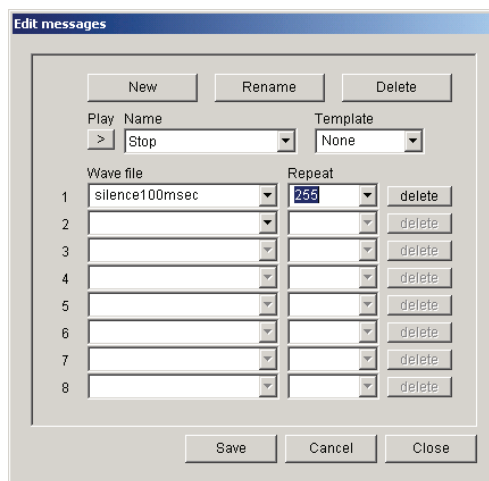 Edit messages
New Rename Delete
Play Name Template
> Stop None
Wave file Repeat
1 silence100msec 255 delete
2 delete
3 delete
4 delete
5 delete
6 delete
7 delete
8 delete
Save Cancel Close